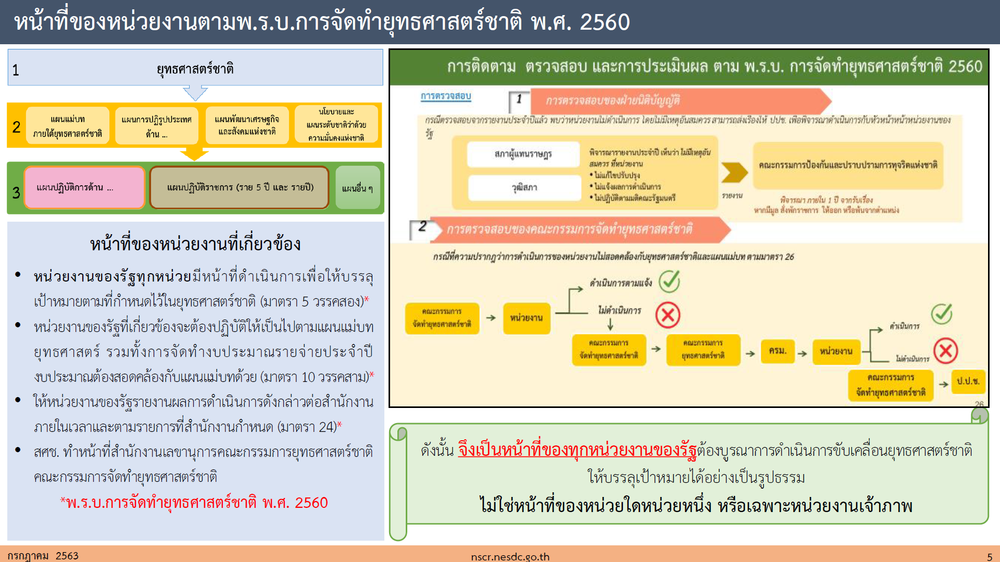 หน้าที่ของหน่วยงานตามพ.ร.บ.การจัดทำยุทธศาสตร์ชาติ พ.ศ. 2560
1
ยุทธศาสตร์ชาติ
2
แผนแม่บท
ภายใต้ยุทธศาสตร์ชาติ
แผนการปฏิรูปประเทศ
ด้าน ...
แผนพัฒนาเศรษฐกิจ
และสังคมแห่งชาติ
นโยบายและ
แผนระดับชาติว่าด้วย
ความมั่นคงแห่งชาติ
3
แผนปฏิบัติการด้าน ...
แผนปฏิบัติราชการ (ราย 5 ปี และ รายปี)
แผนอื่น ๆ
หน้าที่ของหน่วยงานที่เกี่ยวข้อง
• หน่วยงานของรัฐทุกหน่วยมีหน้าที่ดำเนินการเพื่อให้บรรลุ
เป้าหมายตามที่กำหนดไว้ในยุทธศาสตร์ชาติ (มาตรา 5 วรรคสอง)*
• หน่วยงานของรัฐที่เกี่ยวข้องจะต้องปฏิบัติให้เป็นไปตามแผนแม่บท
ยุทธศาสตร์ รวมทั้งการจัดทำงบประมาณรายจ่ายประจำปี
งบประมาณต้องสอดคล้องกับแผนแม่บทด้วย (มาตรา 10 วรรคสาม)*
• ให้หน่วยงานของรัฐรายงานผลการดำเนินการดังกล่าวต่อสำนักงาน
ภายในเวลาและตามรายการที่สำนักงานกำหนด (มาตรา 24)*
• สศช. ทำหน้าที่สำนักงานเลขานุการคณะกรรมการยุทธศาสตร์ชาติ
คณะกรรมการจัดทำยุทธศาสตร์ชาติ
*พ.ร.บ.การจัดทำยุทธศาสตร์ชาติ พ.ศ. 2560
การติดตาม ตรวจสอบ และการประเมินผล ตาม พ.ร.บ. การจัดทำยุทธศาสตร์ชาติ 2560
การตรวจสอบ
1
การตรวจสอบของฝ่ายนิติบัญญัติ
กรณีตรวจสอบจากรายงานประจำปีแล้ว พบว่าหน่วยงานไม่ดำเนินการ โดยไม่มีเหตุอันสมควร สามารถส่งเรื่องให้ ปปช. เพื่อพิจารณาดำเนินการกับหัวหน้าหน้าหน่วยงานของ
รัฐ
สภาผู้แทนราษฎร
วุฒิสภา
พิจารณารายงานประจำปี เห็นว่า ไม่มีเหตุอัน
สมควร ที่หน่วยงาน
• ไม่แก้ไขปรับปรุง
• ไม่แจ้งผลการดำเนินการ
• ไม่ปฏิบัติตามมติคณะรัฐมนตรี
รายงาน
คณะกรรมการป้องกันและปราบปรามการทุจริตแห่งชาติ
พิจารณา ภายใน 1 ปี จากรับเรื่อง
หากมีมูล สั่งพักราชการ ให้ออก หรือพ้นจากตำแหน่ง
2
การตรวจสอบของคณะกรรมการจัดทำยุทธศาสตร์ชาติ
กรณีที่ความปรากฏว่าการดำเนินการของหน่วยงานไม่สอดคล้องกับยุทธศาสตร์ชาติและแผนแม่บท ตามมาตรา 26
คณะกรรมการ
จัดทำยุทธศาสตร์ชาติ
หน่วยงาน
ดำเนินการตามแจ้ง
ไม่ดำเนินการ
คณะกรรมการ
จัดทำยุทธศาสตร์ชาติ
คณะกรรมการ
ยุทธศาสตร์ชาติ
ครม.
หน่วยงาน
ดำเนินการ
ไม่ดำเนินการ
คณะกรรมการ
จัดทำยุทธศาสตร์ชาติ
ป.ป.ช.
26
ดังนั้น จึงเป็นหน้าที่ของทุกหน่วยงานของรัฐต้องบูรณาการดำเนินการขับเคลื่อนยุทธศาสตร์ชาติ
ให้บรรลุเป้าหมายได้อย่างเป็นรูปธรรม
ไม่ใช่หน้าที่ของหน่วยใดหน่วยหนึ่ง หรือเฉพาะหน่วยงานเจ้าภาพ
กรกฎาคม 2563
nscr.nesdc.go.th
5